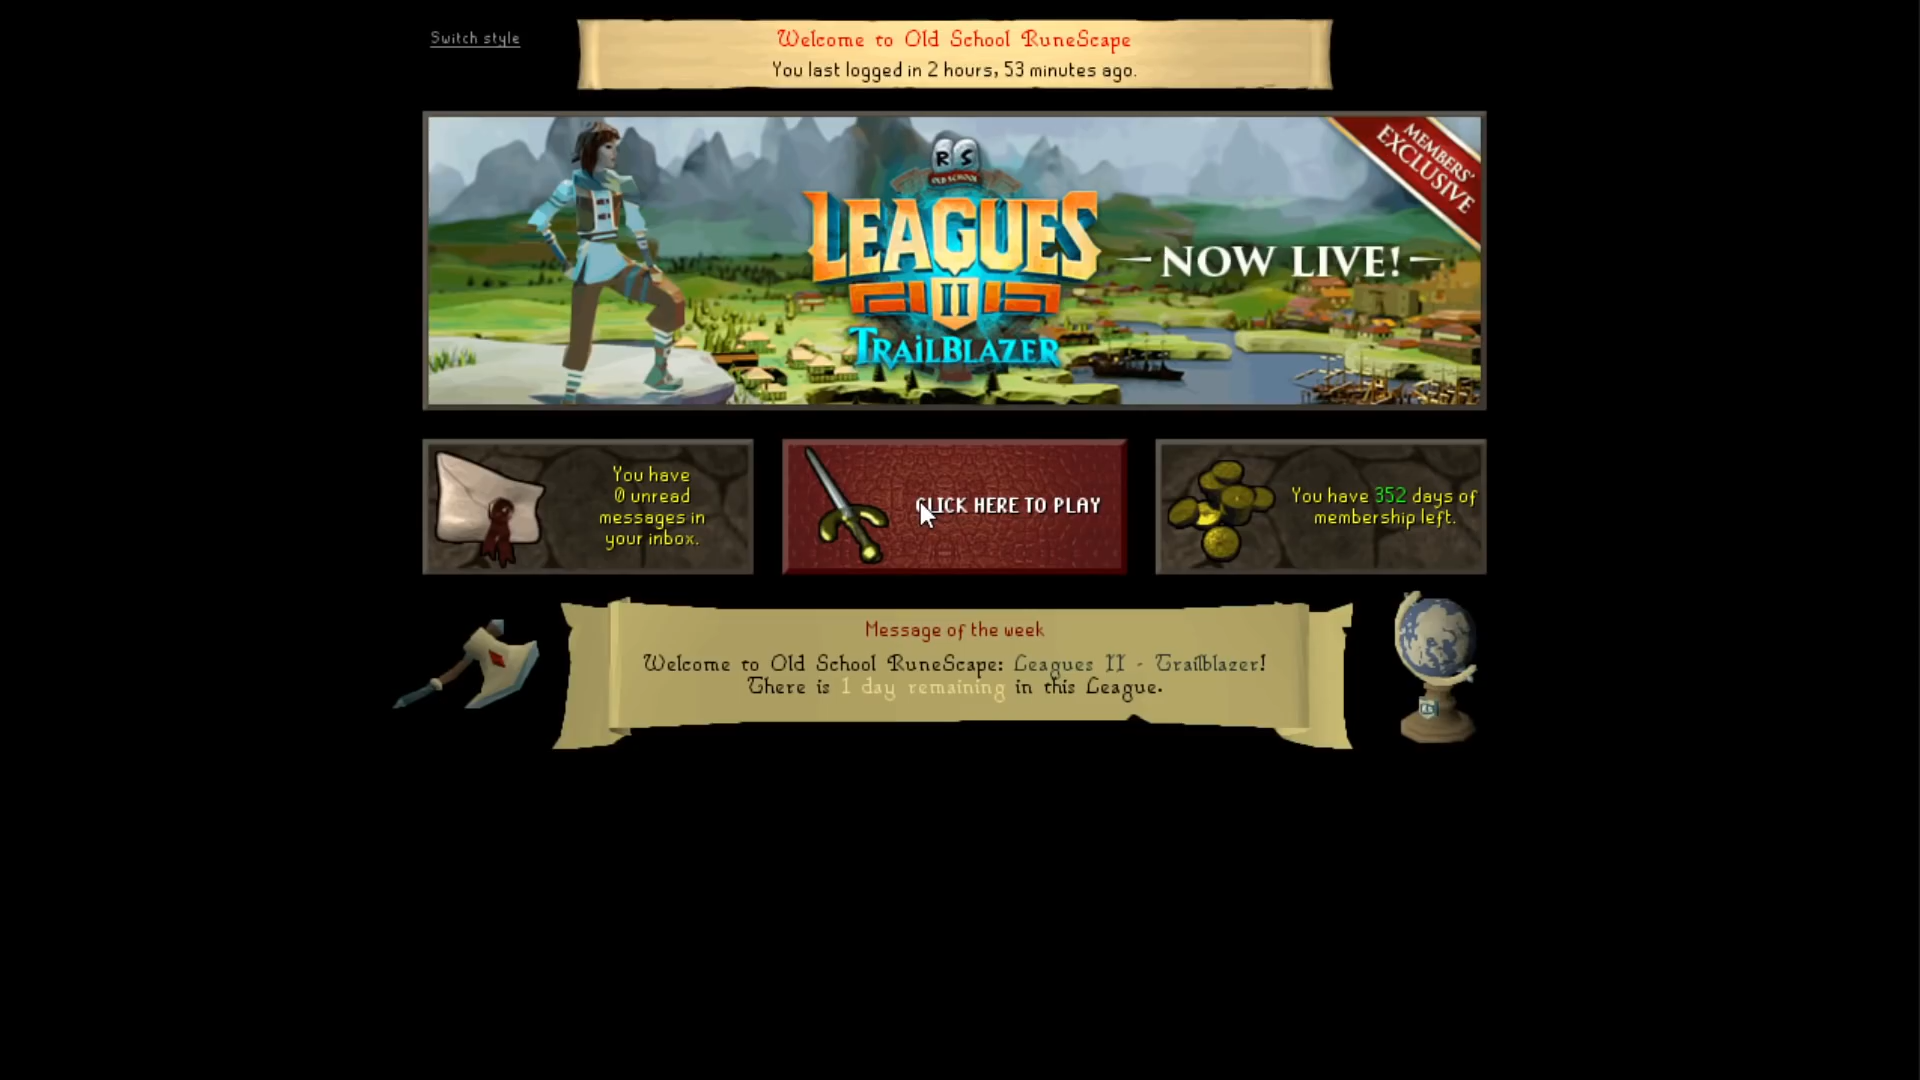 Switch style
Welcome to Old School RuneScape
You last logged in 2 hours, 53 minutes ago.
MEMBERS'
EXCLUSIVE
R S
OLD SCHOOL
LEAGUES
II
TRAILBLAZER
NOW LIVE!
You have
0 unread
messages in
your inbox.
CLICK HERE TO PLAY
You have 352 days of
membership left.
Message of the week
Welcome to Old School RuneScape: Leagues II - Trailblazer!
There is 1 day remaining in this League.